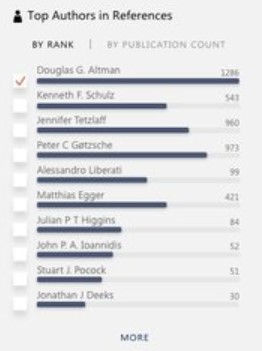 Top Authors in References
BY RANK | BY PUBLICATION COUNT
Douglas G. Altman 1286
Kenneth F. Schulz 543
Jennifer Tetzlaff 960
Peter C Gøtzsche 973
Alessandro Liberati 99
Matthias Egger 421
Julian P T Higgins 84
John P. A. Ioannidis 52
Stuart J. Pocock 51
Jonathan J Deeks 30
MORE